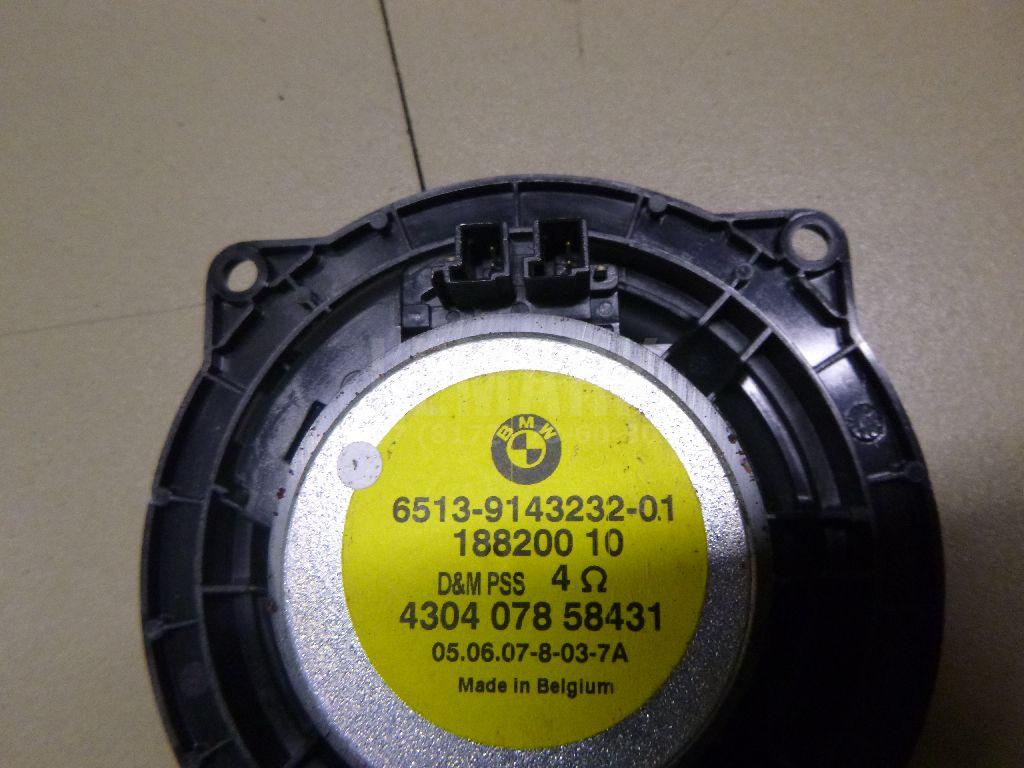 BMW
6513-9143232-01
188200 10
D&M PSS 4 Ω
4304 078 58431
05.06.07-8-03-7A
Made in Belgium